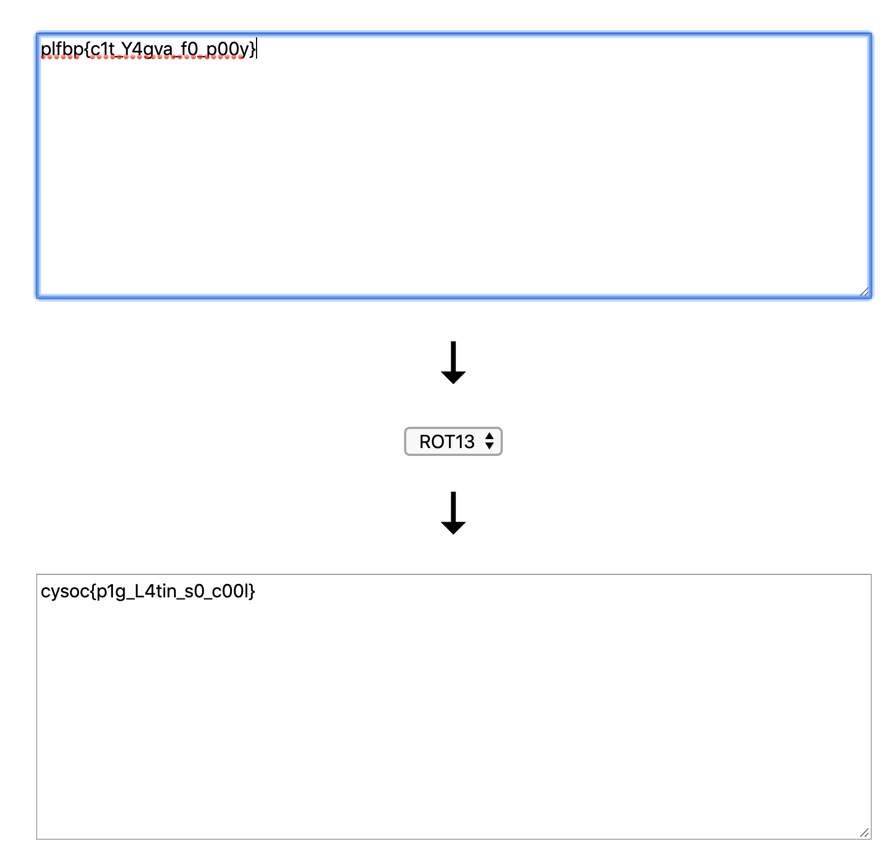 plfbp{c1t_Y4gva_f0_p00y}
ROT13
cysoc{p1g_L4tin_s0_c00l}